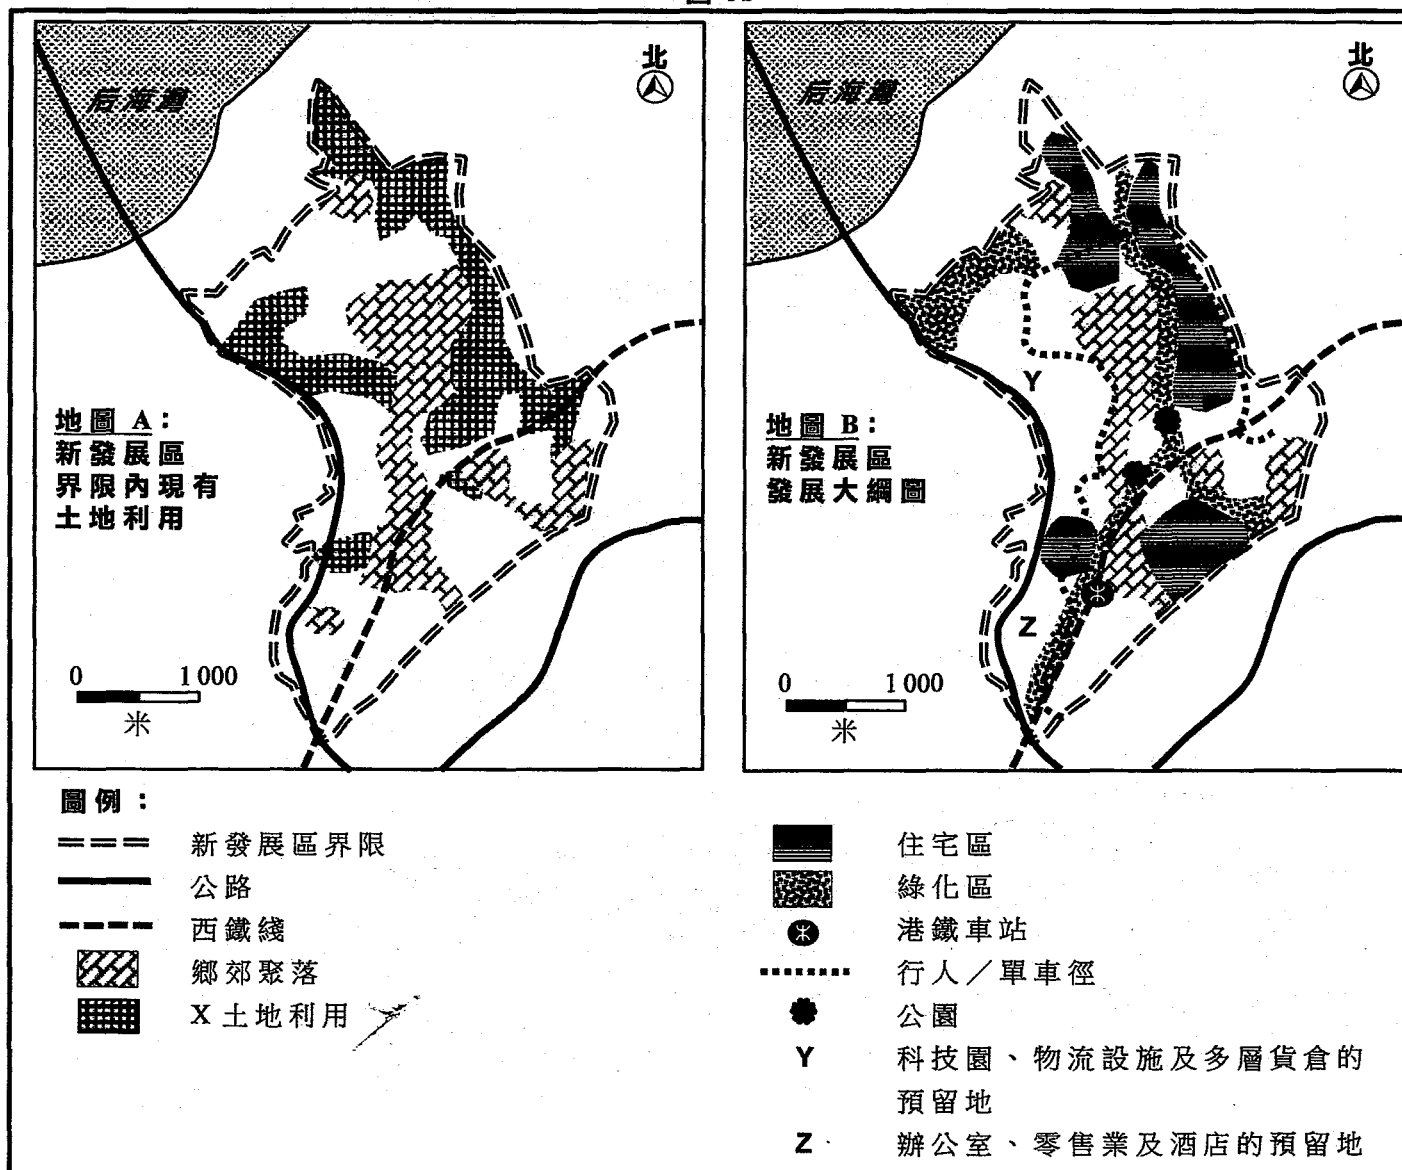 后海灣
北
地圖 A：
新發展區
界限內現有
土地利用
0 1 000
米
后海灣
北
地圖 B：
新發展區
發展大綱圖
Y
Z
0 1 000
米
圖例：
新發展區界限
公路
西鐵綫
鄉郊聚落
X 土地利用
住宅區
綠化區
港鐵車站
行人／單車徑
公園
Y 科技園、物流設施及多層貨倉的
預留地
Z 辦公室、零售業及酒店的預留地